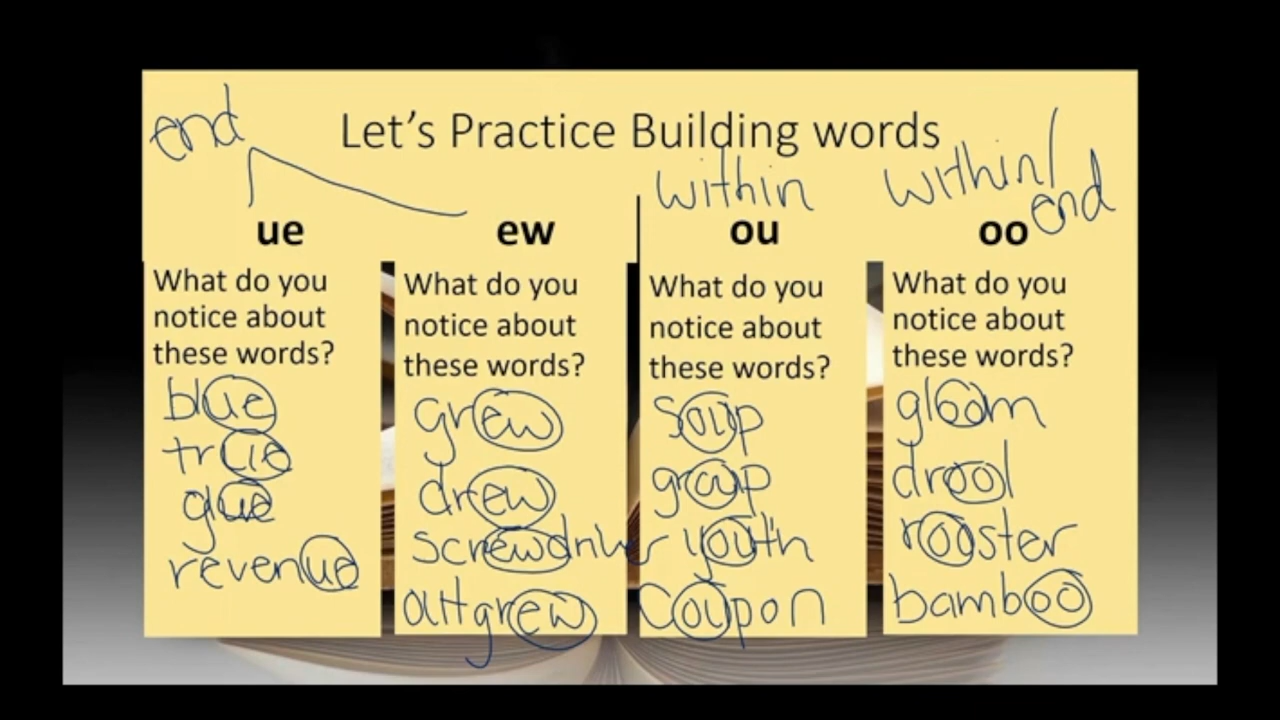 end
Let's Practice Building words
within
within/
end
ue
ew
ou
oo
What do you
notice about
these words?
blue
true
glue
revenue
What do you
notice about
these words?
grew
drew
screwdriver
outgrew
What do you
notice about
these words?
soup
group
youth
Coupon
What do you
notice about
these words?
gloom
drool
rooster
bamboo